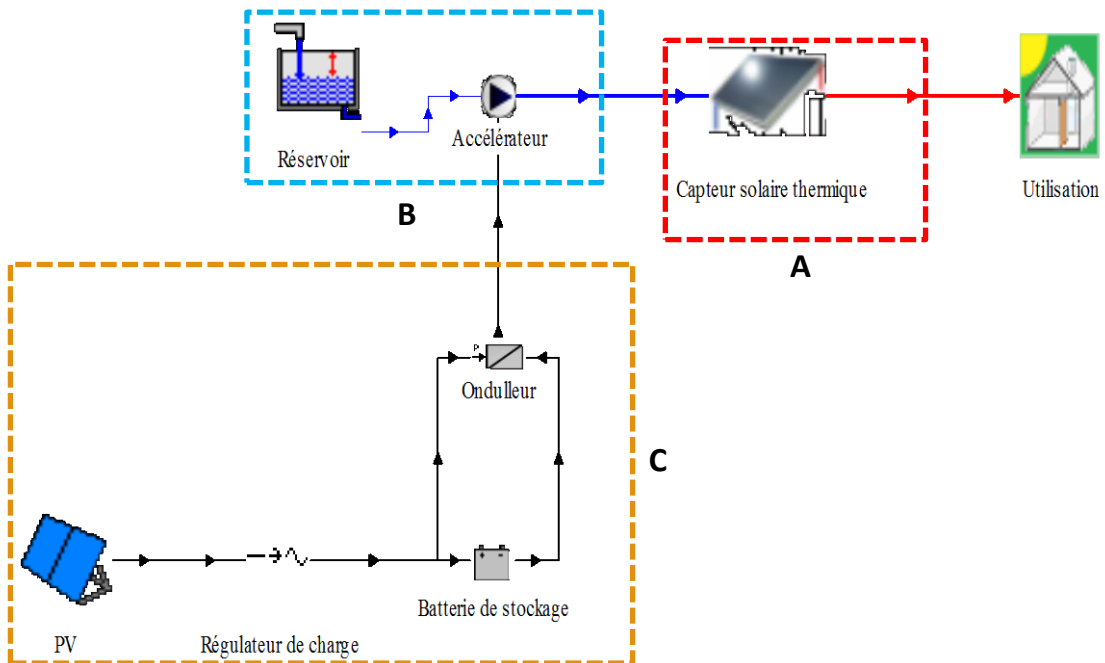 Réservoir
Accélérateur
Capteur solaire thermique
Utilisation
B
A
P
Ondulleur
C
Batterie de stockage
PV
Régulateur de charge